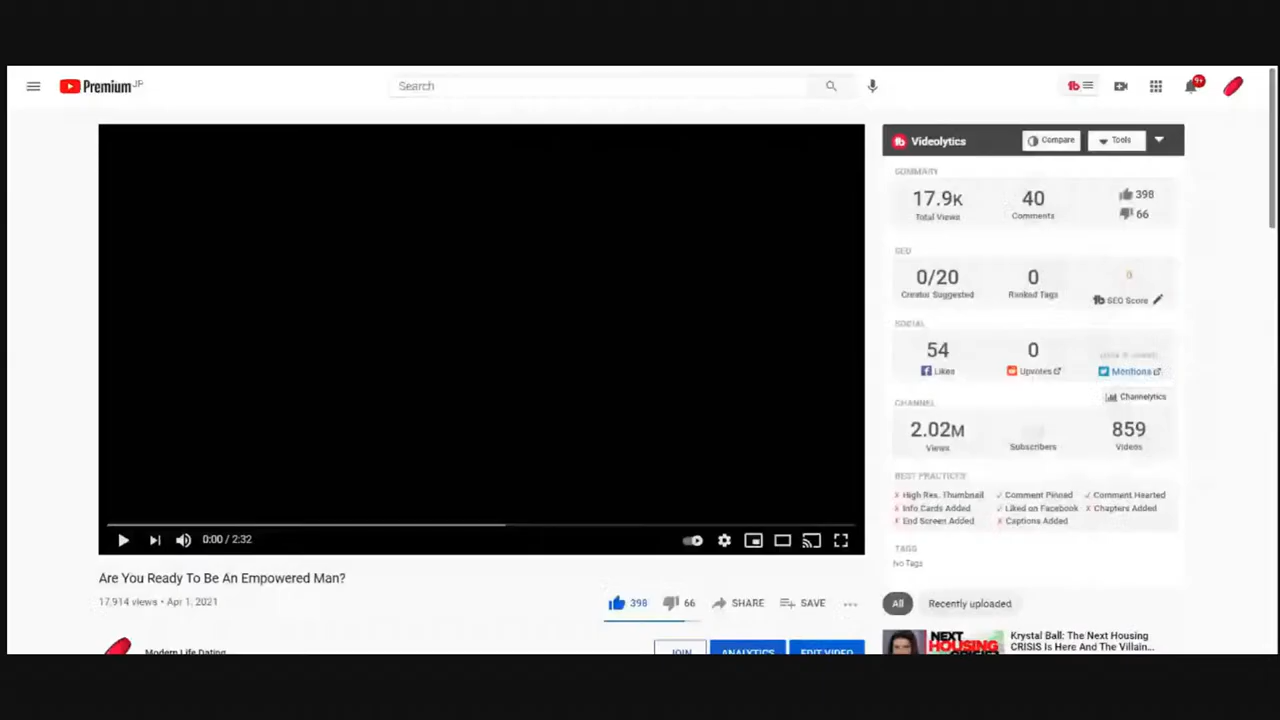 Premium JP
Search
9+
Videolytics
Compare
Tools
SUMMARY
17.9K
Total Views
40
Comments
398
66
SEO
0/20
Creator Suggested
0
Ranked Tags
0
SEO Score
SOCIAL
54
Likes
0
Upvotes
Mentions
Channelytics
CHANNEL
2.02M
Views
Subscribers
859
Videos
BEST PRACTICES
x High Res. Thumbnail
✓ Comment Pinned
✓ Comment Hearted
x Info Cards Added
✓ Liked on Facebook
x Chapters Added
x End Screen Added
x Captions Added
TAGS
No Tags
0:00 / 2:32
Are You Ready To Be An Empowered Man?
17,914 views • Apr 1, 2021
398
66
SHARE
SAVE
All
Recently uploaded
Modern Life Dating
JOIN
ANALYTICS
EDIT VIDEO
NEXT
HOUSING
CRISIS
Krystal Ball: The Next Housing
CRISIS Is Here And The Villain...